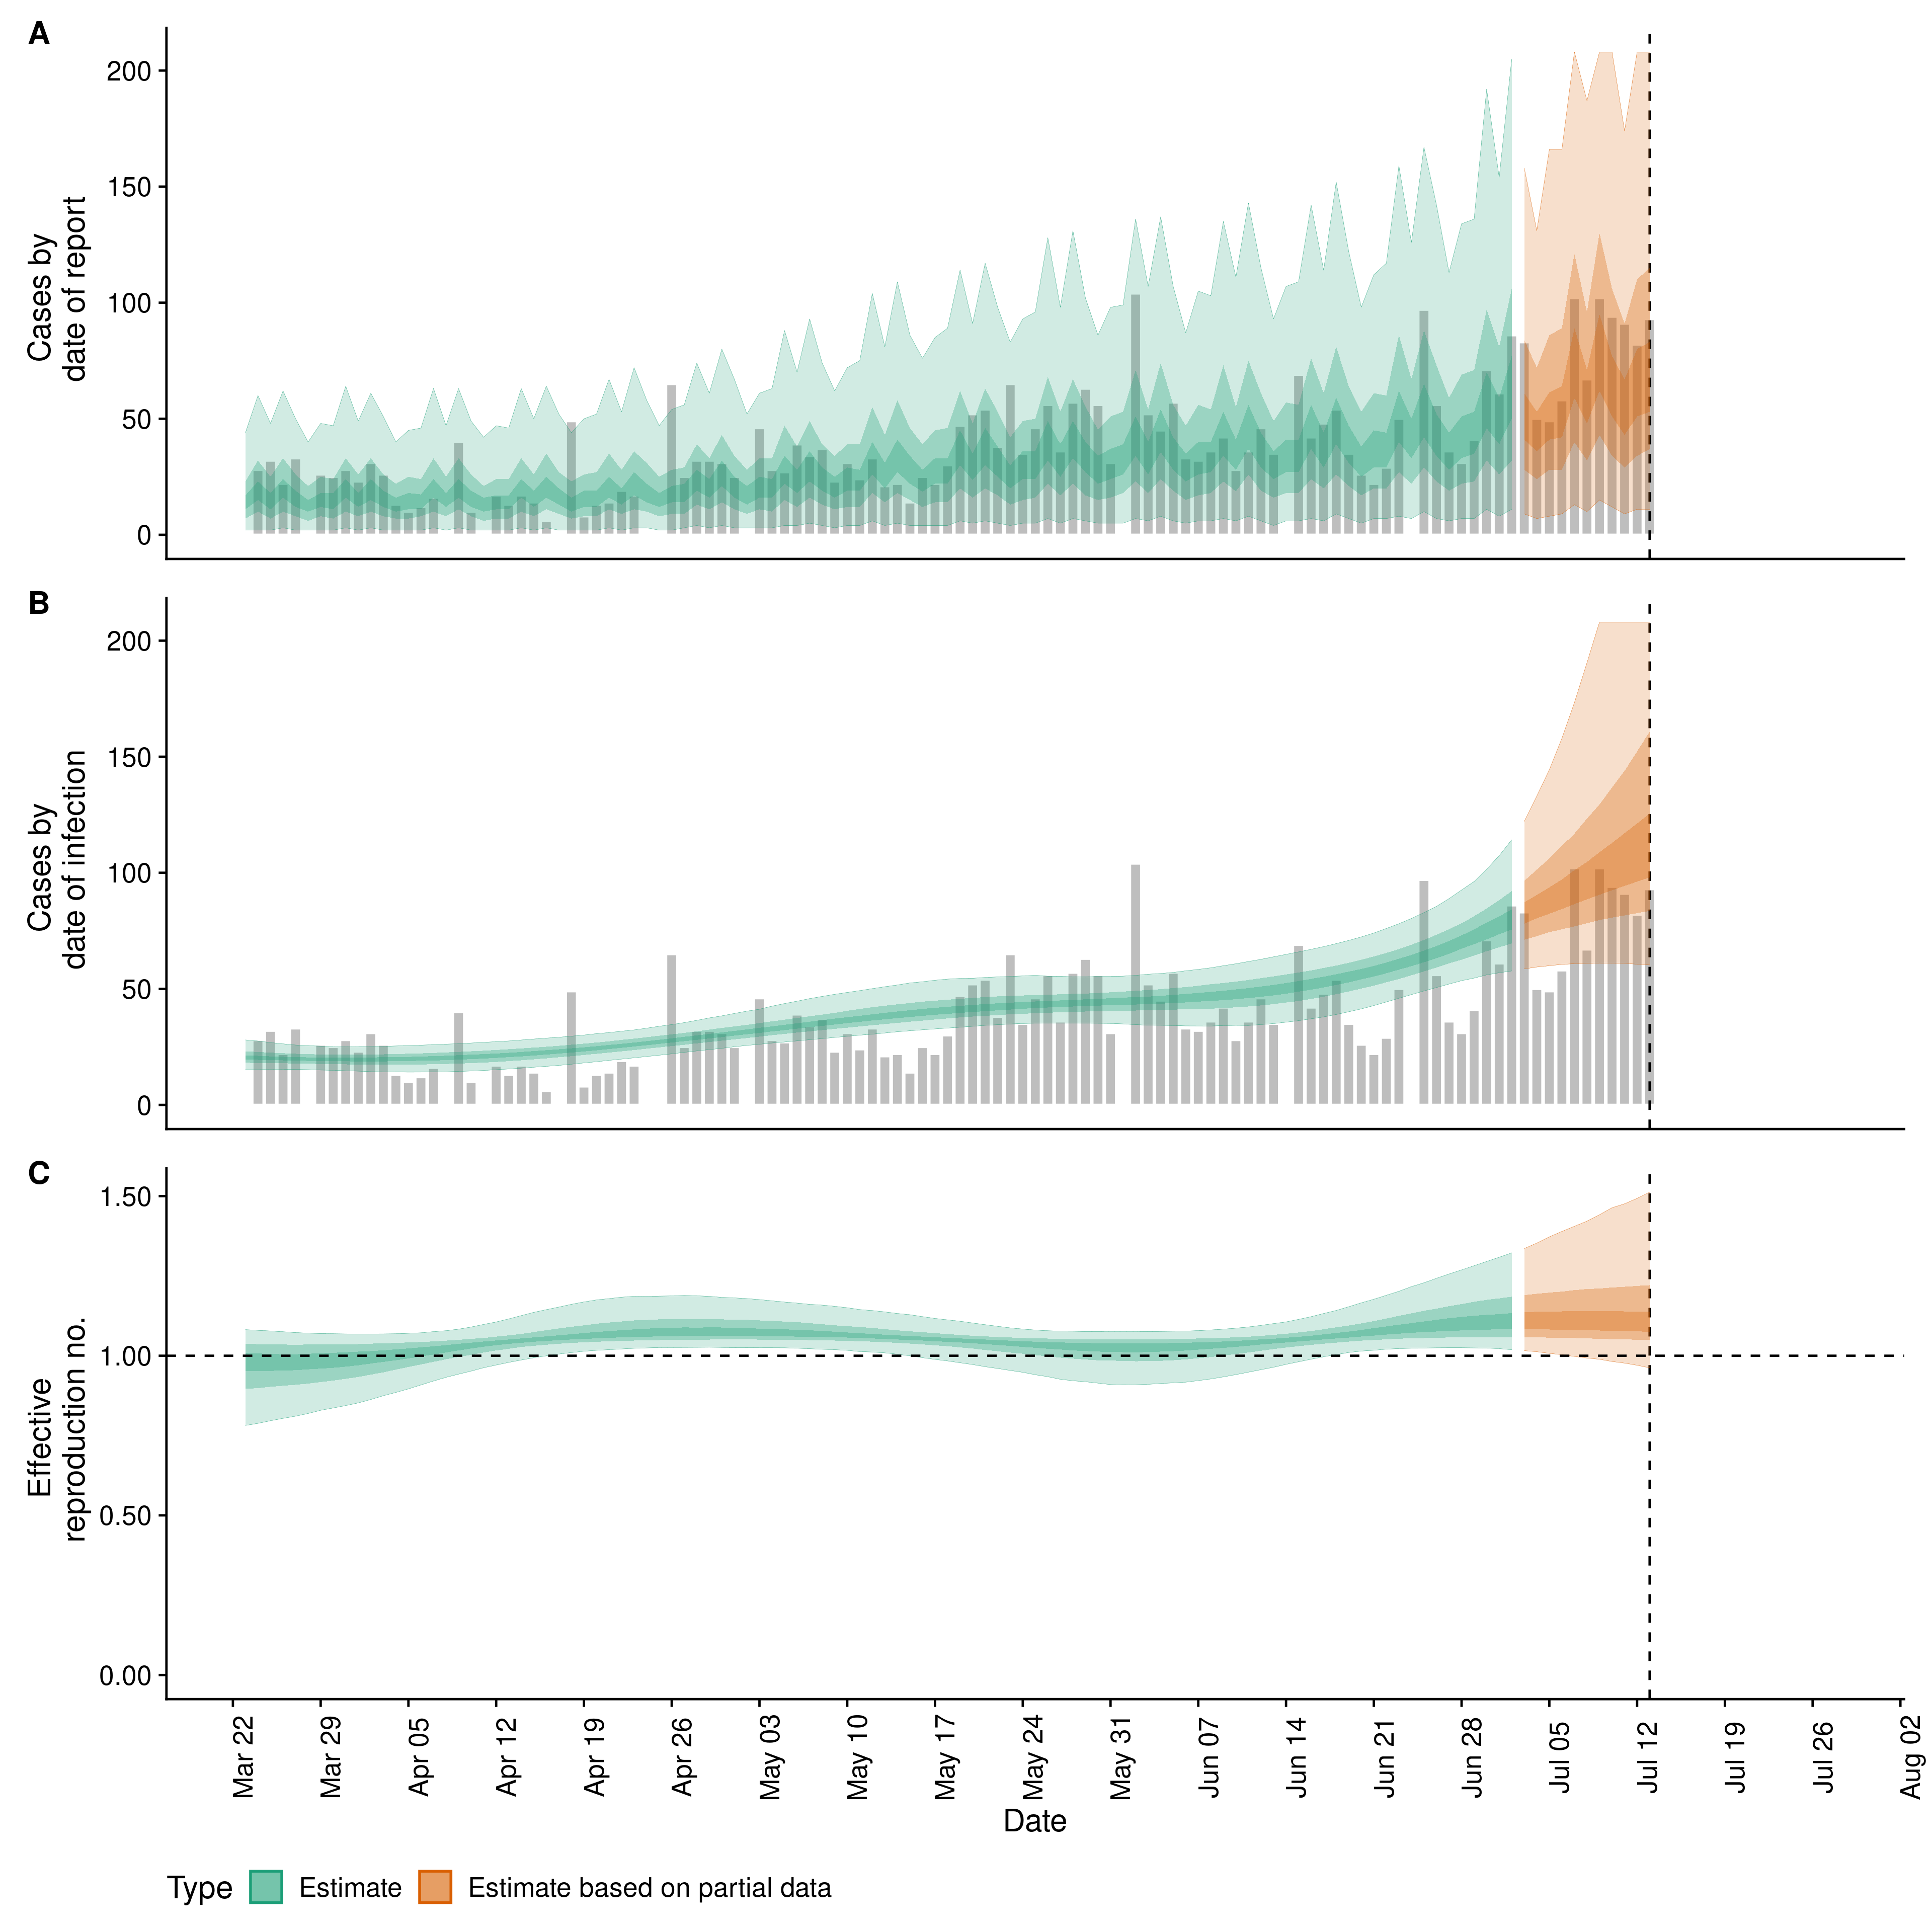 A
200
150
100
50
0
Cases by
date of report
B
200
150
100
50
0
Cases by
date of infection
C
1.50
1.00
0.50
0.00
Effective
reproduction no.
Mar 22
Mar 29
Apr 05
Apr 12
Apr 19
Apr 26
May 03
May 10
May 17
May 24
May 31
Jun 07
Jun 14
Jun 21
Jun 28
Jul 05
Jul 12
Jul 19
Jul 26
Aug 02
Date
Type Estimate Estimate based on partial data